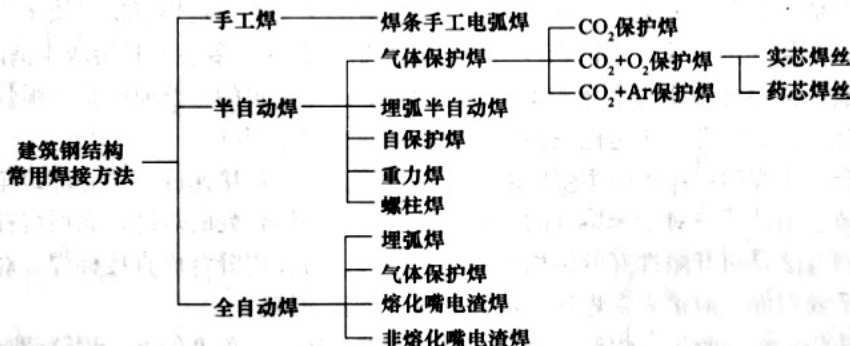 建筑钢结构
常用焊接方法
手工焊
焊条手工电弧焊
半自动焊
气体保护焊
CO₂保护焊
CO₂+O₂保护焊
CO₂+Ar保护焊
实芯焊丝
药芯焊丝
埋弧半自动焊
自保护焊
重力焊
螺柱焊
全自动焊
埋弧焊
气体保护焊
熔化嘴电渣焊
非熔化嘴电渣焊